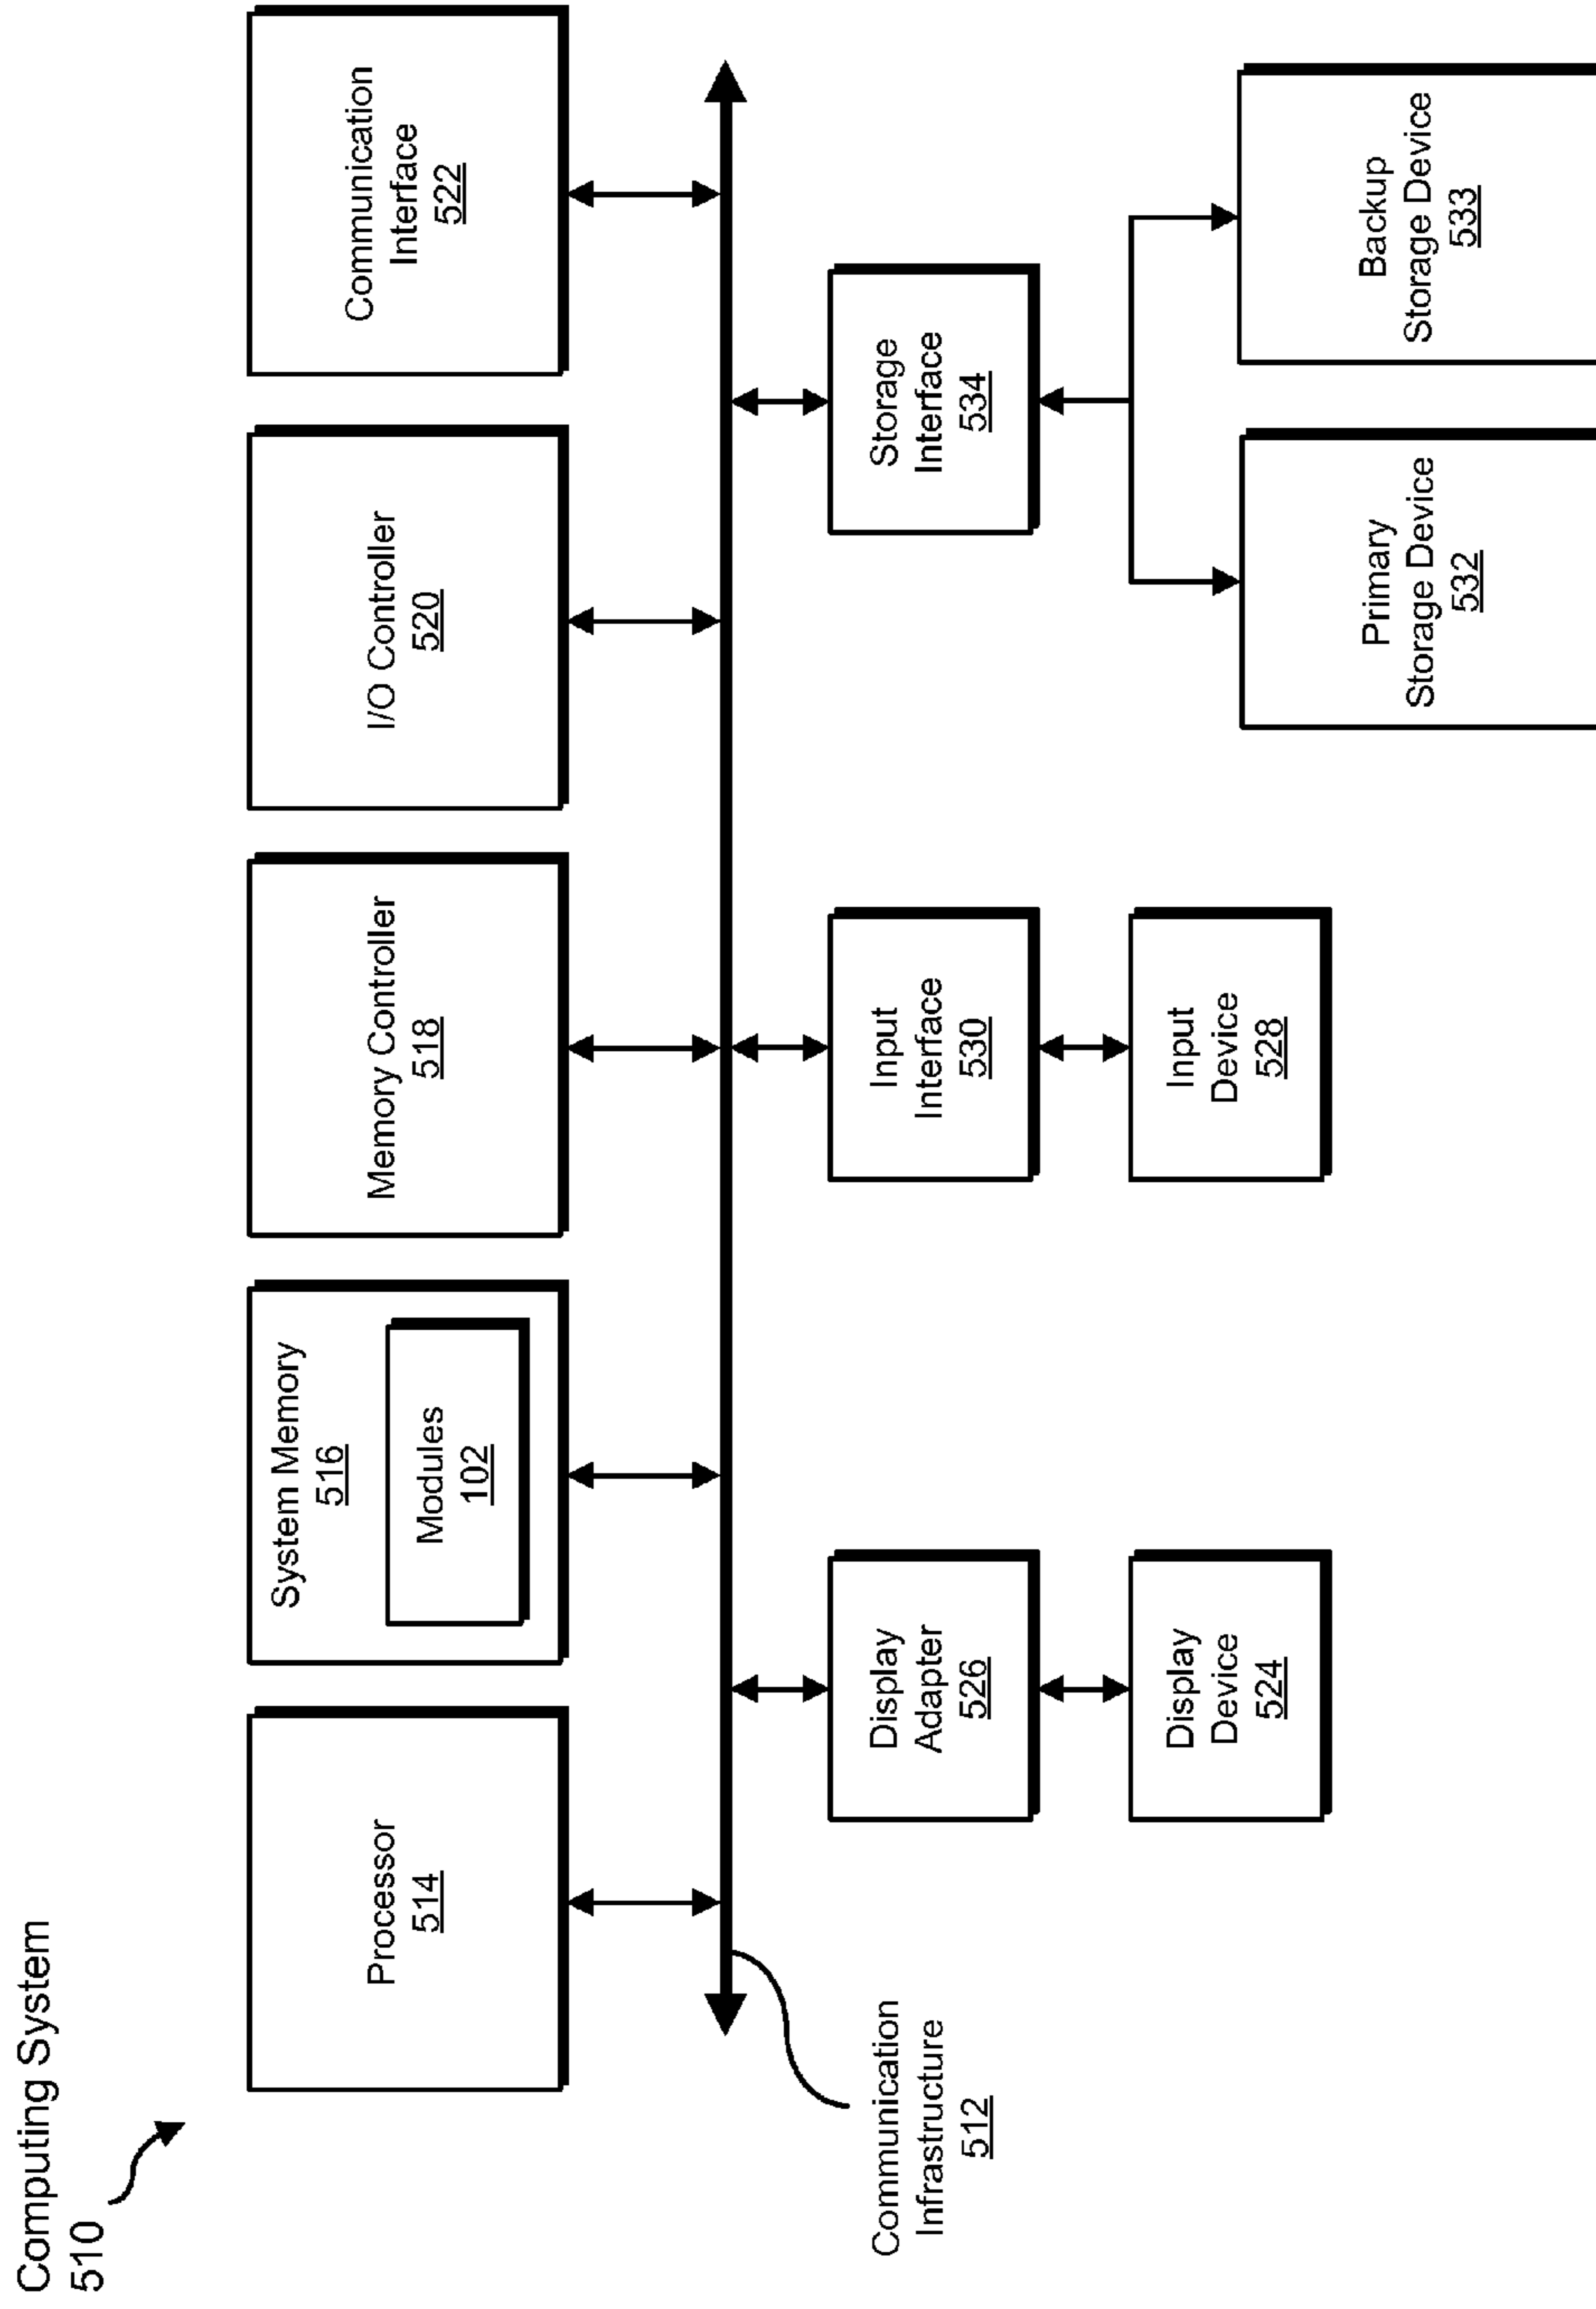 Computing System
510
Processor
514
System Memory
516
Modules
102
Memory Controller
518
I/O Controller
520
Communication
Interface
522
Communication
Infrastructure
512
Display
Adapter
526
Input
Interface
530
Storage
Interface
534
Display
Device
524
Input
Device
528
Primary
Storage Device
532
Backup
Storage Device
533